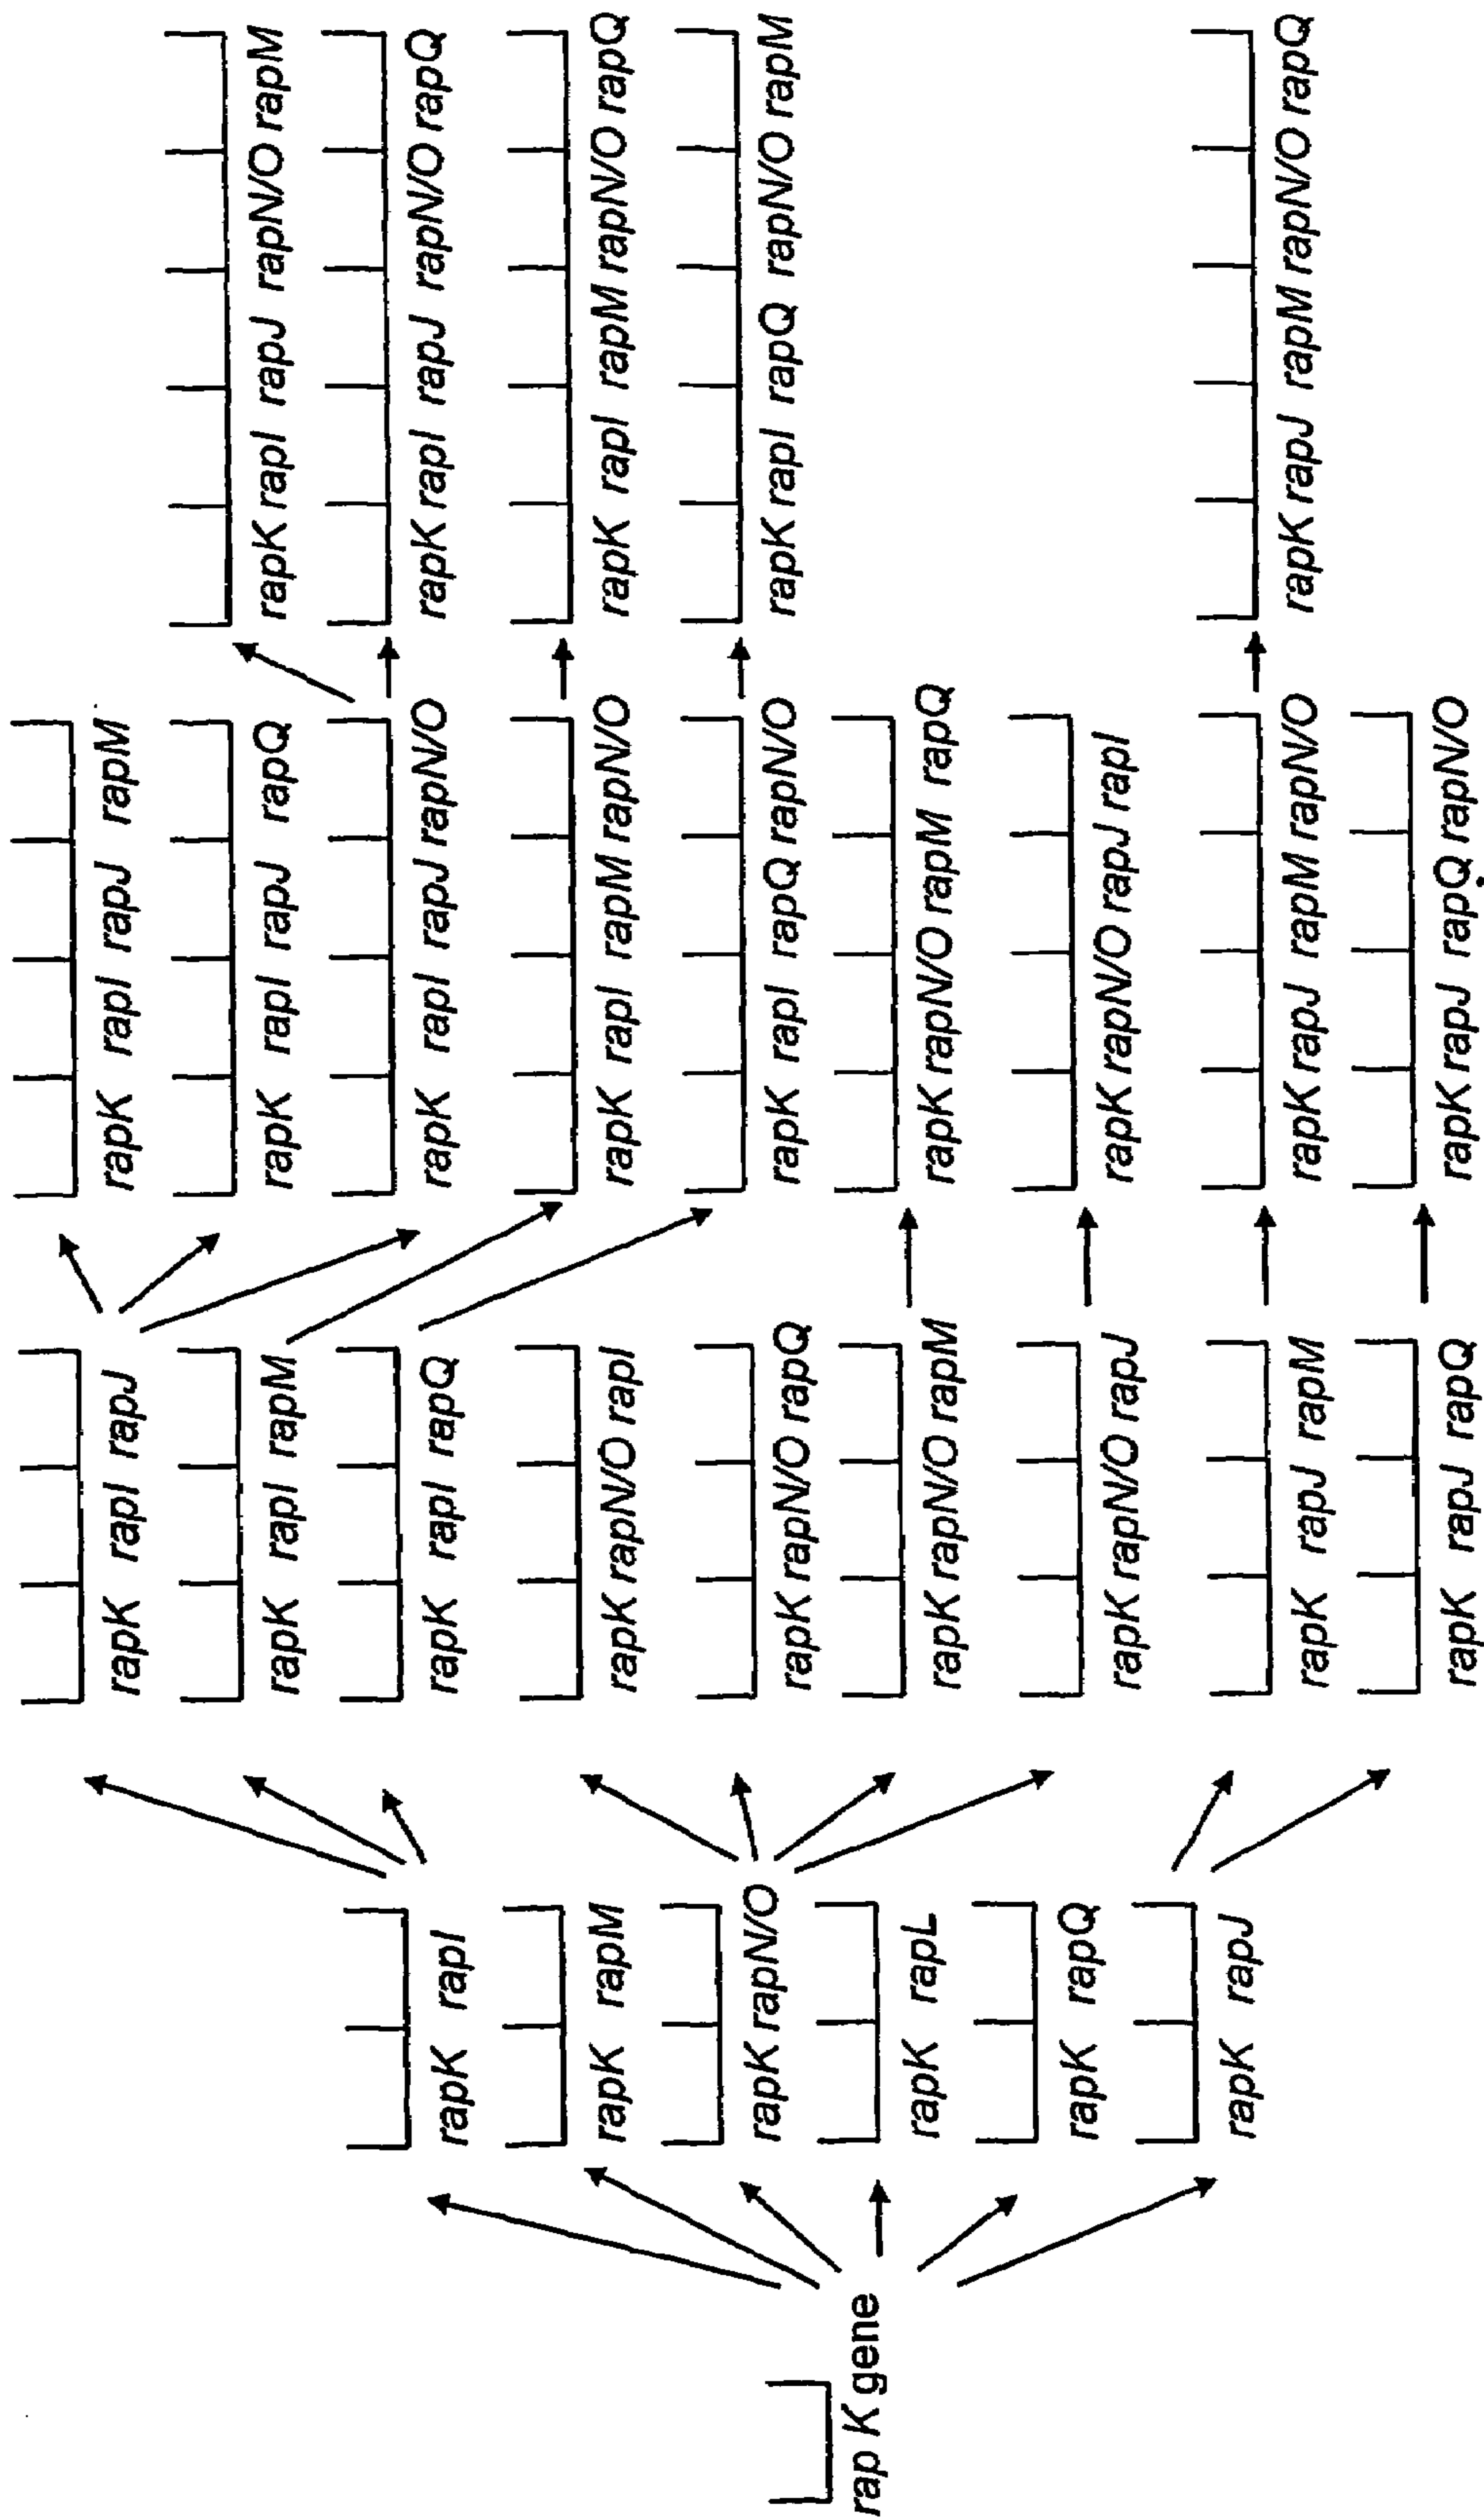 rap K gene
rapK rapI
rapK rapM
rapK rapN/O
rapK rapL
rapK rapQ
rapK rapJ
rapK rapI rapJ
rapK rapI rapM
rapK rapI rapQ
rapK rapN/O rapI
rapK rapN/O rapQ
rapK rapN/O rapM
rapK rapN/O rapJ
rapK rapJ rapM
rapK rapJ rapQ
rapK rapI rapJ rapM
rapK rapI rapJ rapQ
rapK rapI rapJ rapN/O
rapK rapI rapM rapN/O
rapK rapI rapQ rapN/O
rapK rapN/O rapM rapQ
rapK rapN/O rapJ rapI
rapK rapJ rapM rapN/O
rapK rapJ rapQ rapN/O
rapK rapI rapJ rapN/O rapM
rapK rapI rapJ rapN/O rapQ
rapK rapI rapM rapN/O rapQ
rapK rapI rapQ rapN/O rapM
rapK rapJ rapM rapN/O rapQ